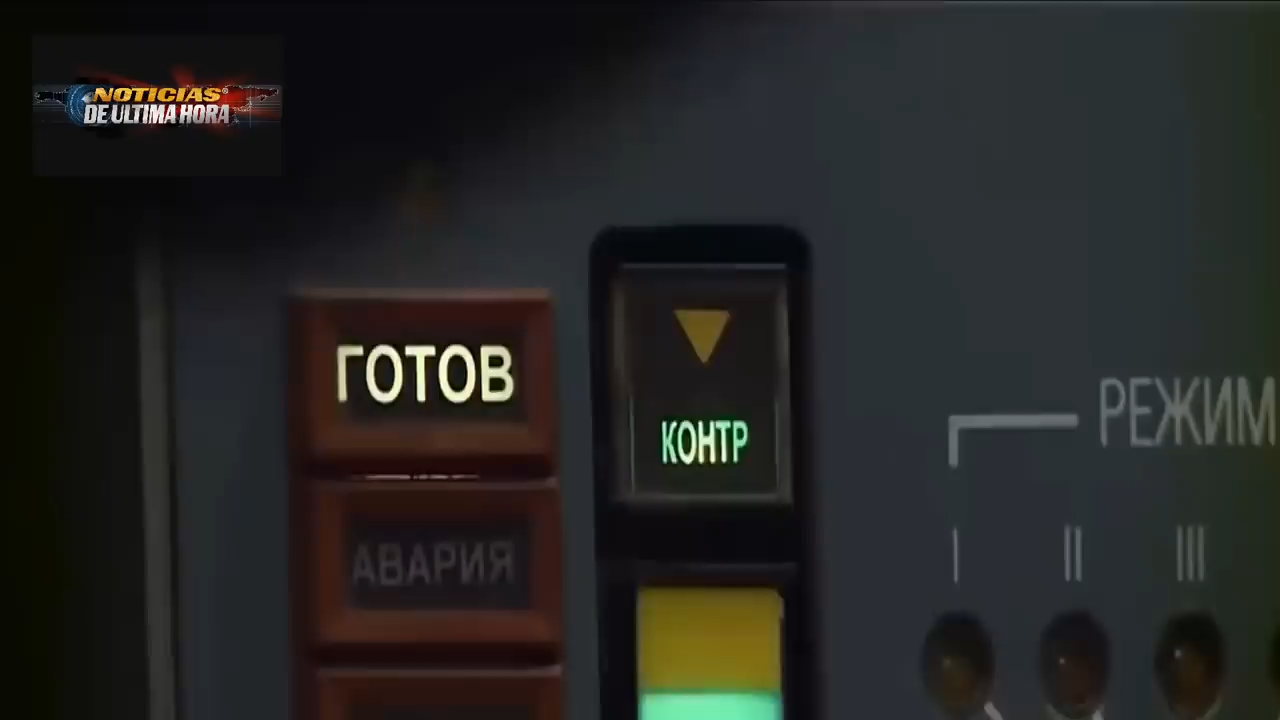 NOTICIAS
DE ULTIMA HORA
ГОТОВ
КОНТР
АВАРИЯ
РЕЖИМ
I II III